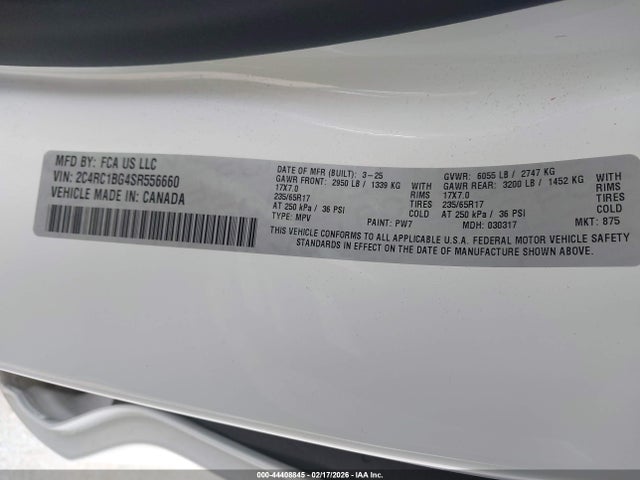 MFD BY: FCA US LLC
VIN: 2C4RC1BG4SR556660
VEHICLE MADE IN: CANADA
DATE OF MFR (BUILT): 3-25
GAWR FRONT: 2950 LB / 1339 KG WITH
17X7.0 RIMS
235/65R17 TIRES
AT 250 kPa / 36 PSI COLD
TYPE: MPV PAINT: PW7
GVWR: 6055 LB / 2747 KG
GAWR REAR: 3200 LB / 1452 KG WITH
17X7.0 RIMS
235/65R17 TIRES
AT 250 kPa / 36 PSI COLD
MDH: 030317 MKT: 875
THIS VEHICLE CONFORMS TO ALL APPLICABLE U.S.A. FEDERAL MOTOR VEHICLE SAFETY
STANDARDS IN EFFECT ON THE DATE OF MANUFACTURE SHOWN ABOVE.
000-44408845 - 02/17/2026 - IAAI.COM